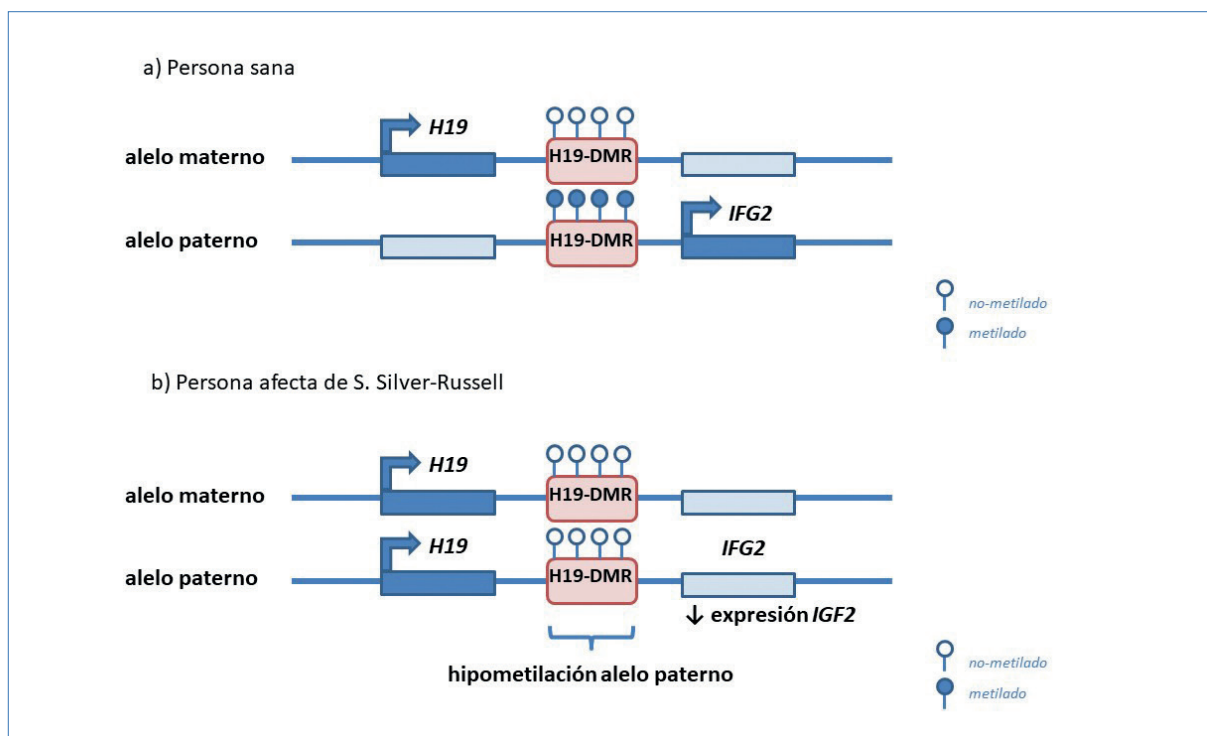 a) Persona sana
H19
alelo materno
H19-DMR
IFG2
alelo paterno
H19-DMR
no-metilado
metilado
b) Persona afecta de S. Silver-Russell
H19
alelo materno
H19-DMR
H19
IFG2
alelo paterno
H19-DMR
↓ expresión IGF2
hipometilación alelo paterno
no-metilado
metilado